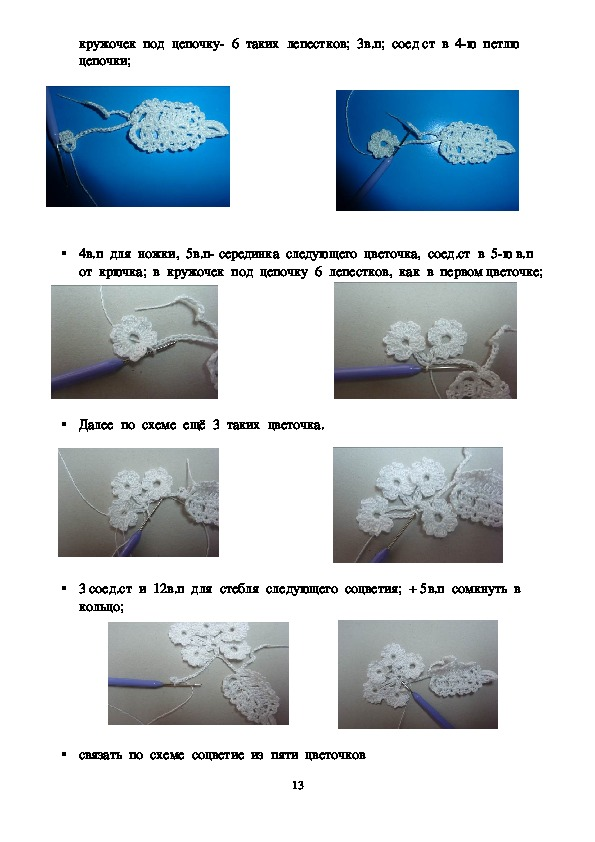 кружочек под цепочку- 6 таких лепестков; 3в.п; соед ст в 4-ю петлю
цепочки;
▪ 4в.п для ножки, 5в.п- серединка следующего цветочка, соед.ст в 5-ю в.п
от крючка; в кружочек под цепочку 6 лепестков, как в первом цветочке;
▪ Далее по схеме ещё 3 таких цветочка.
▪ 3 соед.ст и 12в.п для стебля следующего соцветия; + 5в.п сомкнуть в
кольцо;
▪ связать по схеме соцветие из пяти цветочков
13